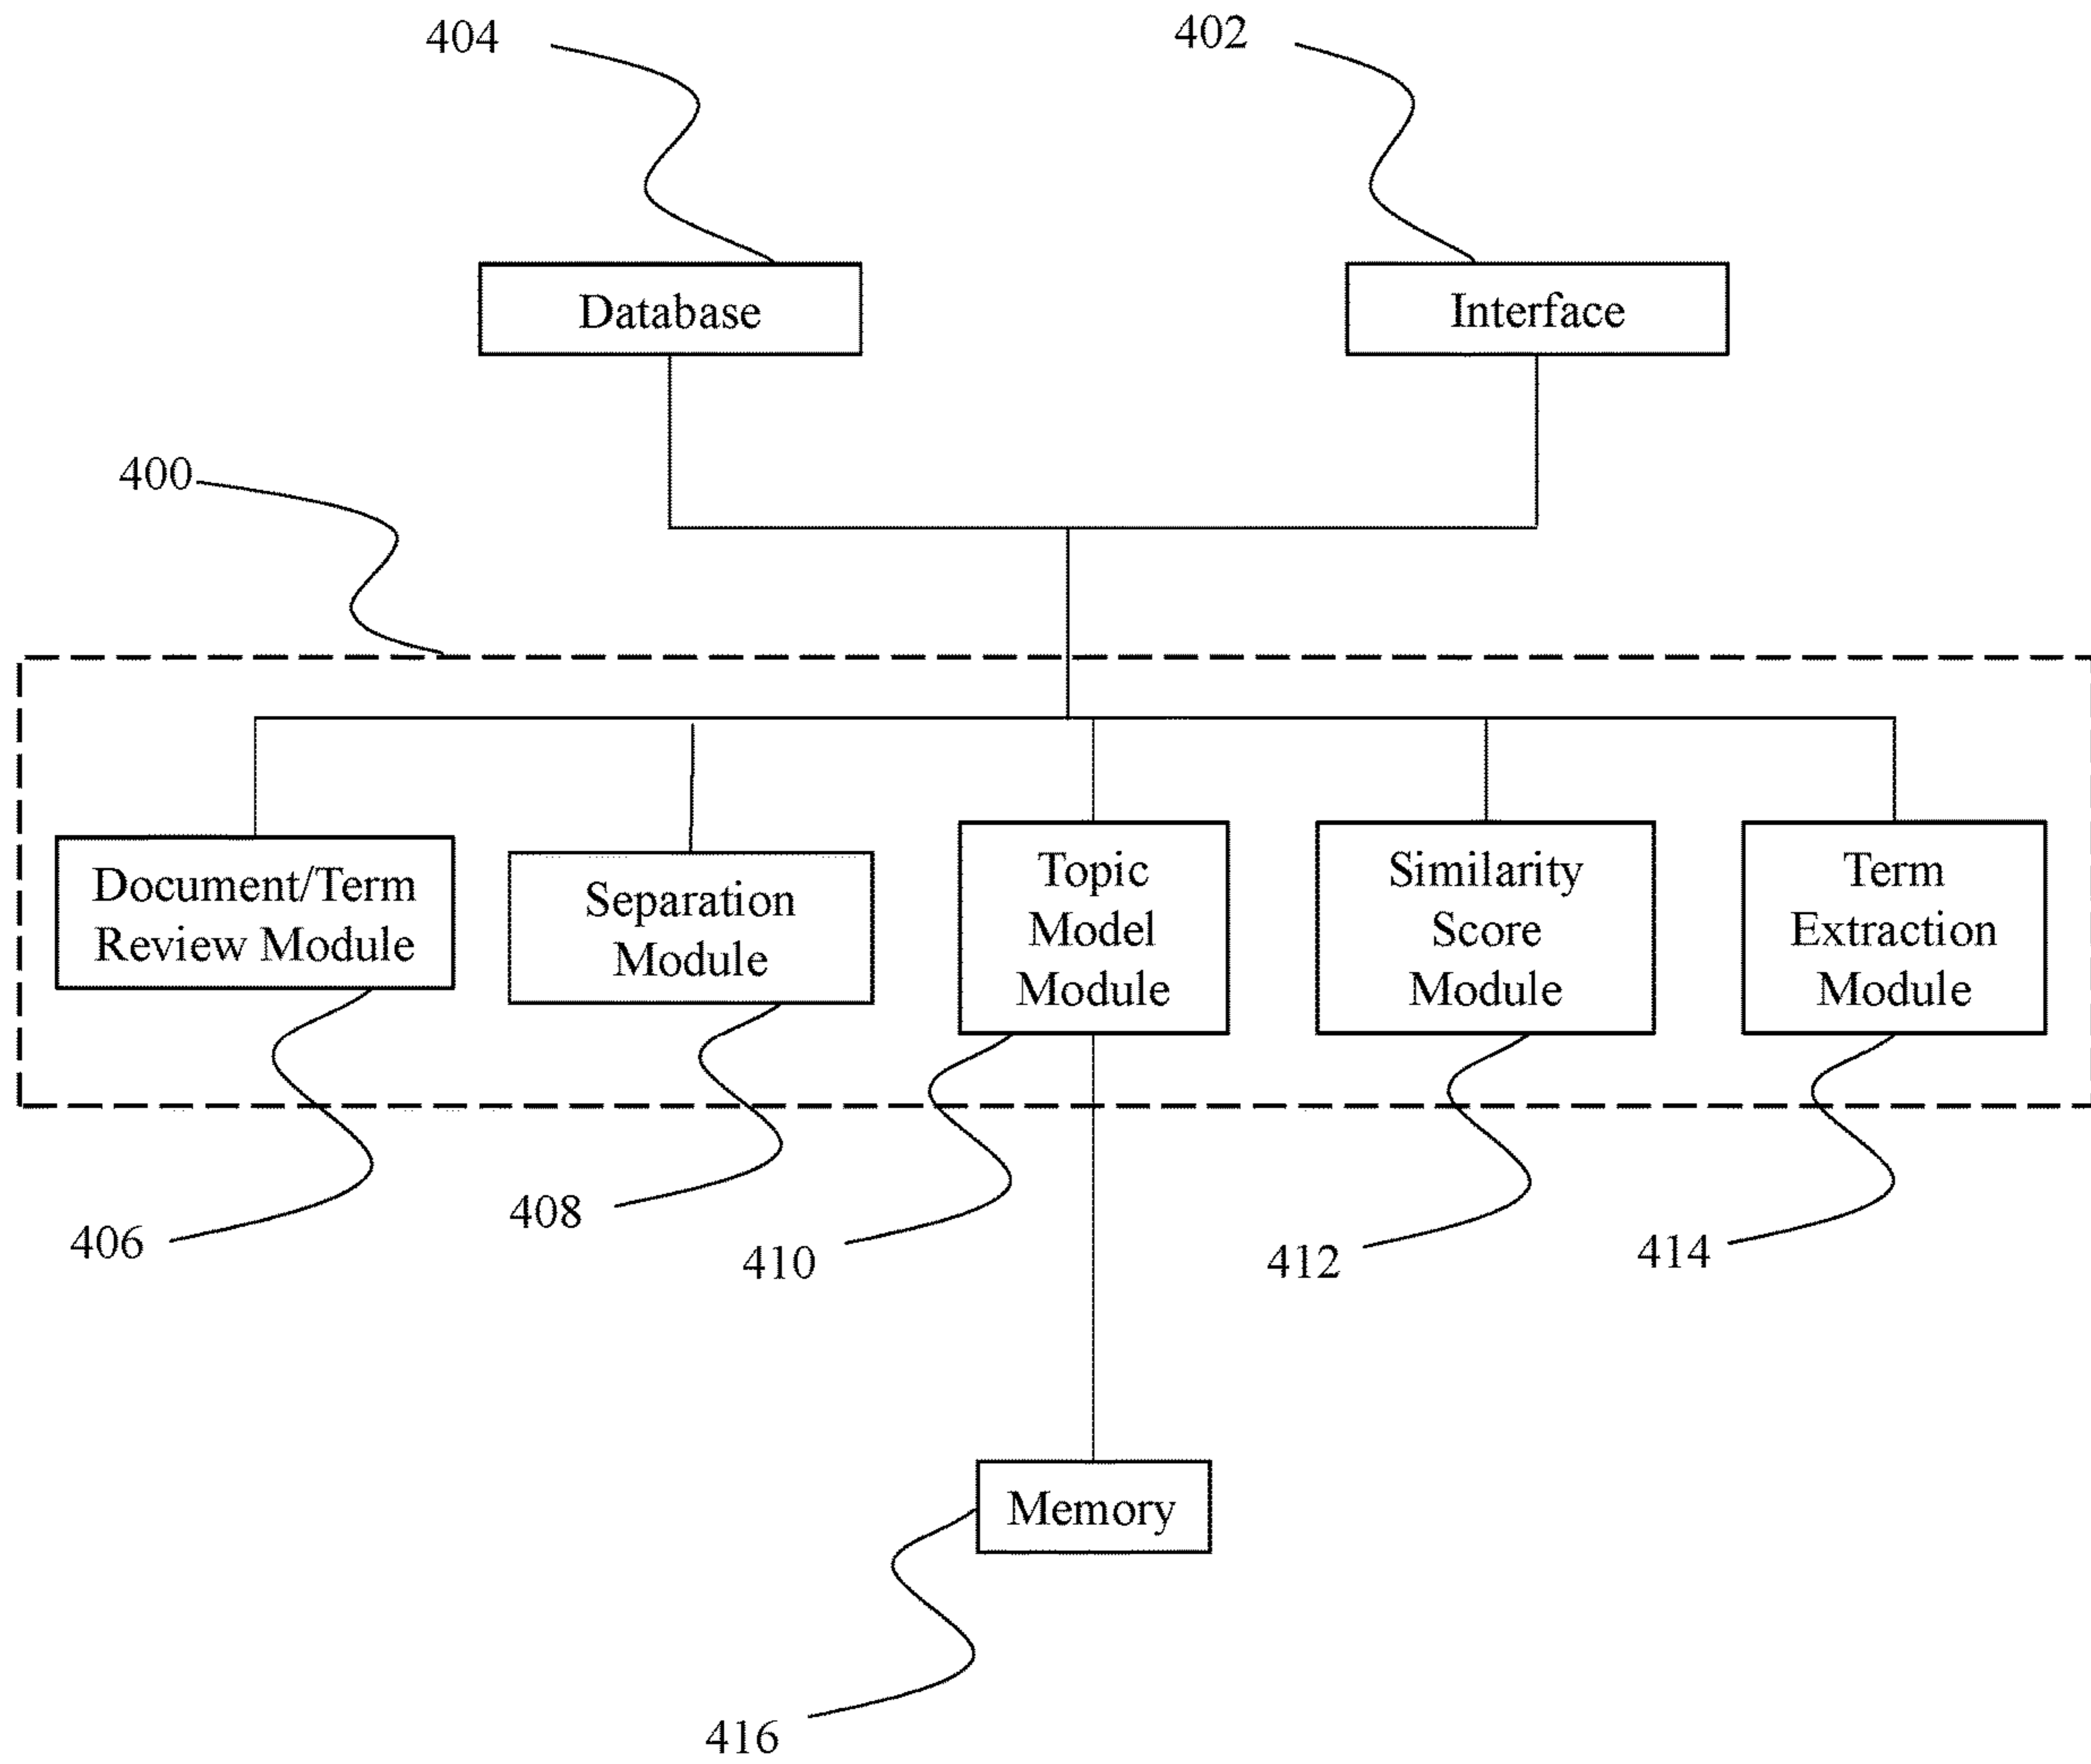 404
402
Database
Interface
400
Document/Term
Review Module
Separation
Module
Topic
Model
Module
Similarity
Score
Module
Term
Extraction
Module
406
408
410
412
414
Memory
416